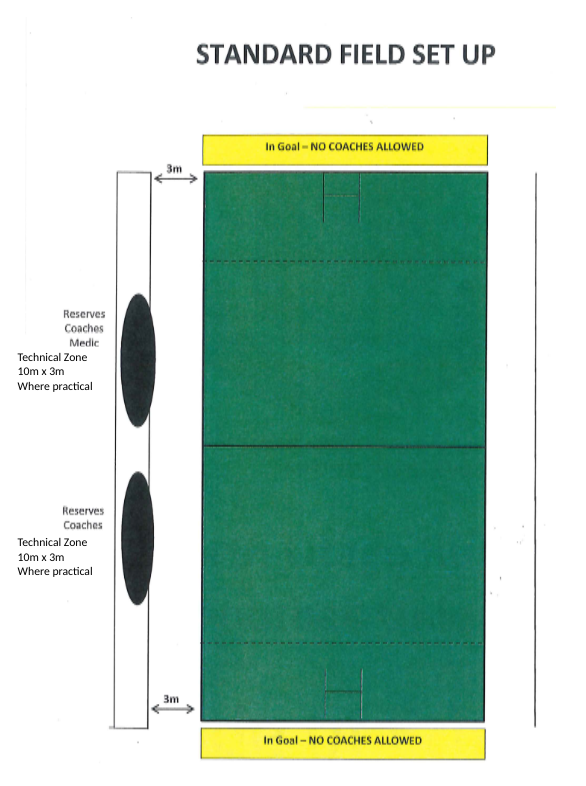 STANDARD FIELD SET UP
In Goal – NO COACHES ALLOWED
3m
Reserves
Coaches
Medic
Technical Zone
10m x 3m
Where practical
Reserves
Coaches
Technical Zone
10m x 3m
Where practical
3m
In Goal – NO COACHES ALLOWED